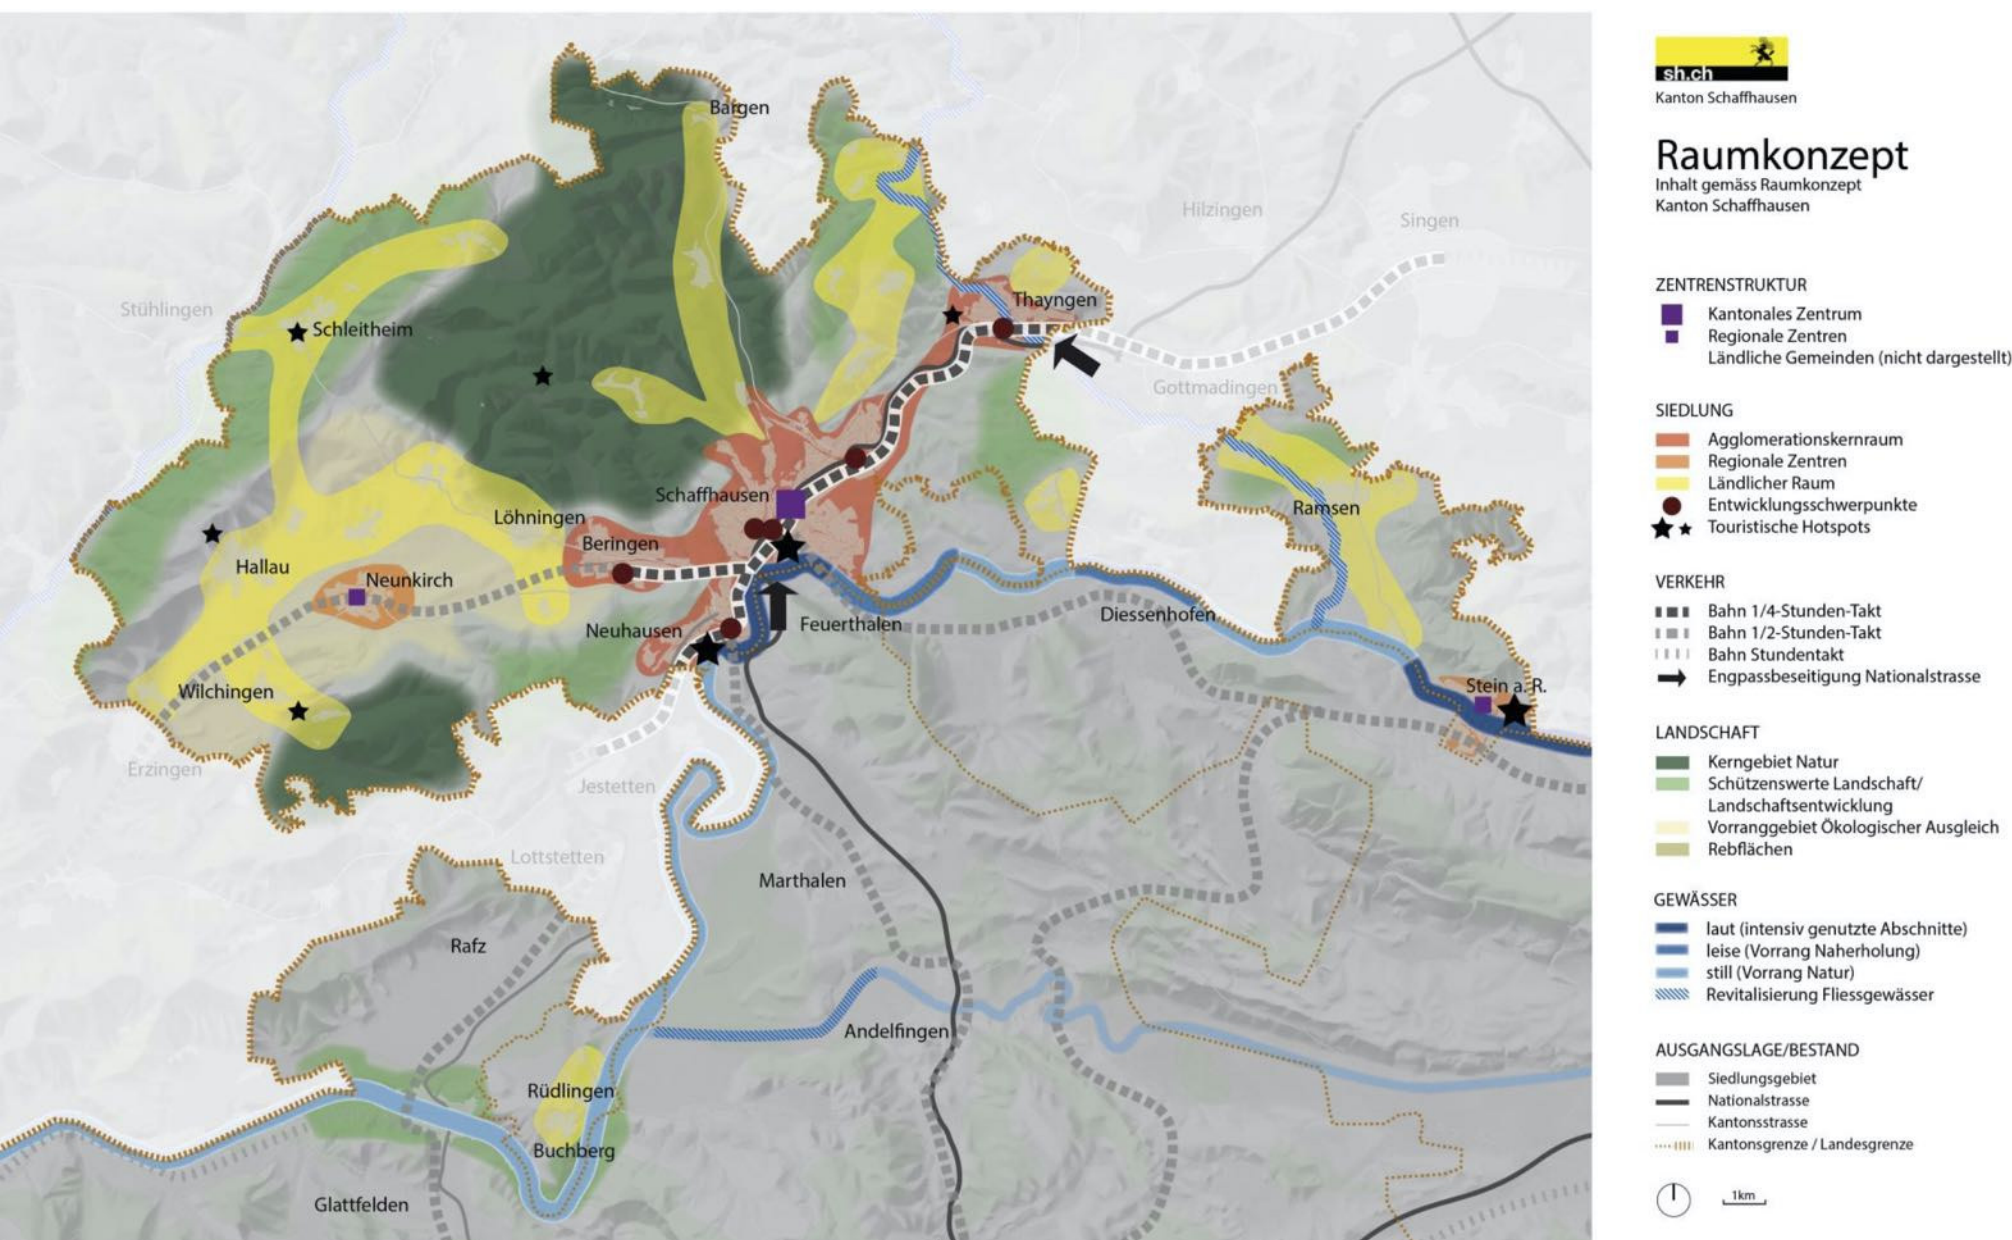 Bargen
Hilzingen
Singen
Stühlingen
Thayngen
Schleitheim
Gottmadingen
Schaffhausen
Löhningen
Ramsen
Beringen
Hallau
Neunkirch
Neuhausen
Feuerthalen
Diessenhofen
Wilchingen
Stein a. R.
Erzingen
Jestetten
Lottstetten
Marthalen
Rafz
Andelfingen
Rüdlingen
Buchberg
Glattfelden
sh.ch
Kanton Schaffhausen
Raumkonzept
Inhalt gemäss Raumkonzept
Kanton Schaffhausen
ZENTRENSTRUKTUR
Kantonales Zentrum
Regionale Zentren
Ländliche Gemeinden (nicht dargestellt)
SIEDLUNG
Agglomerationskernraum
Regionale Zentren
Ländlicher Raum
Entwicklungsschwerpunkte
Touristische Hotspots
VERKEHR
Bahn 1/4-Stunden-Takt
Bahn 1/2-Stunden-Takt
Bahn Stundentakt
Engpassbeseitigung Nationalstrasse
LANDSCHAFT
Kerngebiet Natur
Schützenswerte Landschaft/
Landschaftsentwicklung
Vorranggebiet Ökologischer Ausgleich
Rebflächen
GEWÄSSER
laut (intensiv genutzte Abschnitte)
leise (Vorrang Naherholung)
still (Vorrang Natur)
Revitalisierung Fliessgewässer
AUSGANGSLAGE/BESTAND
Siedlungsgebiet
Nationalstrasse
Kantonsstrasse
Kantonsgrenze / Landesgrenze
1km